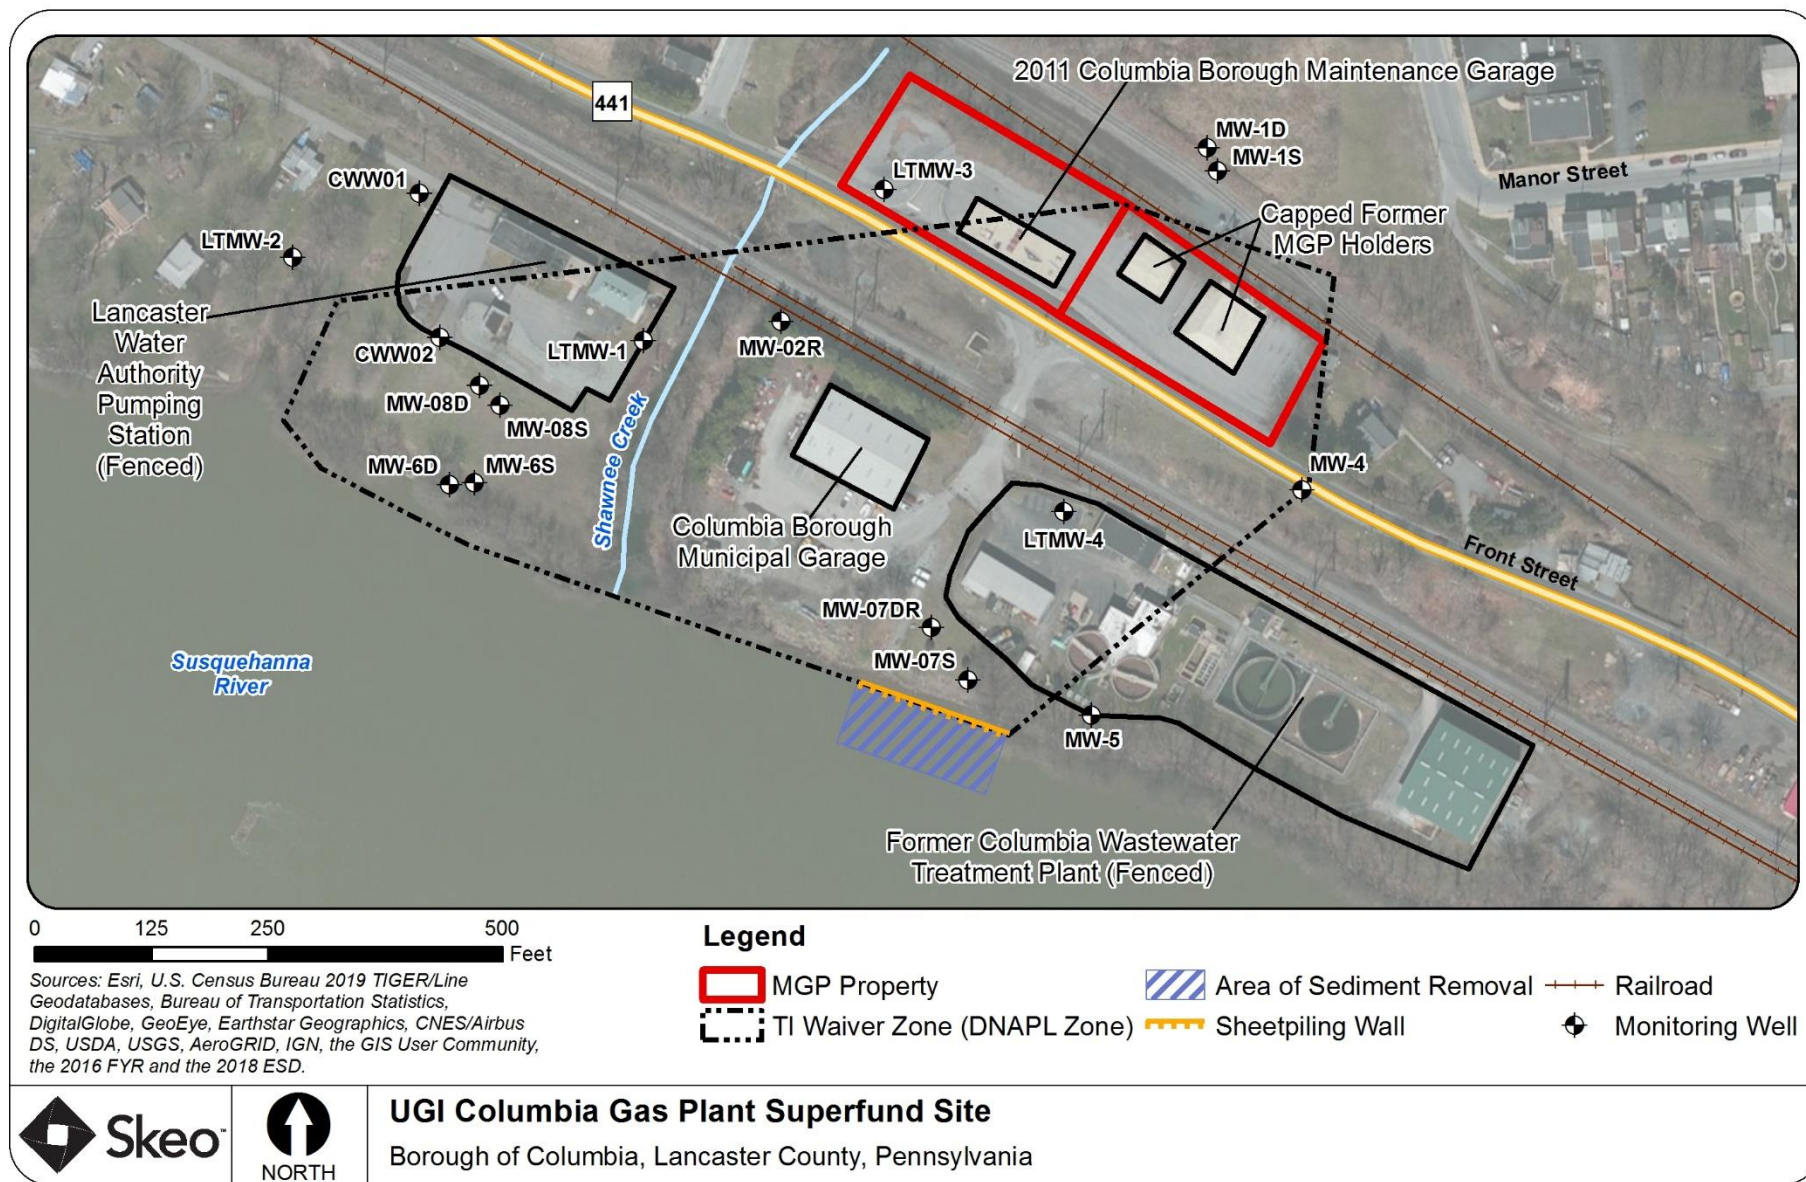 2011 Columbia Borough Maintenance Garage
441
MW-1D
MW-1S
Manor Street
CWW01
LTMW-3
LTMW-2
Capped Former
MGP Holders
Lancaster
Water
Authority
Pumping
Station
(Fenced)
CWW02
LTMW-1
MW-02R
MW-08D
MW-08S
Shawnee Creek
MW-6D
MW-6S
MW-4
Columbia Borough
Municipal Garage
LTMW-4
Front Street
MW-07DR
MW-07S
Susquehanna
River
MW-5
Former Columbia Wastewater
Treatment Plant (Fenced)
0 125 250 500
Feet
Sources: Esri, U.S. Census Bureau 2019 TIGER/Line
Geodatabases, Bureau of Transportation Statistics,
DigitalGlobe, GeoEye, Earthstar Geographics, CNES/Airbus
DS, USDA, USGS, AeroGRID, IGN, the GIS User Community,
the 2016 FYR and the 2018 ESD.
Legend
MGP Property
TI Waiver Zone (DNAPL Zone)
Area of Sediment Removal
Sheetpiling Wall
Railroad
Monitoring Well
Skeo™
NORTH
UGI Columbia Gas Plant Superfund Site
Borough of Columbia, Lancaster County, Pennsylvania